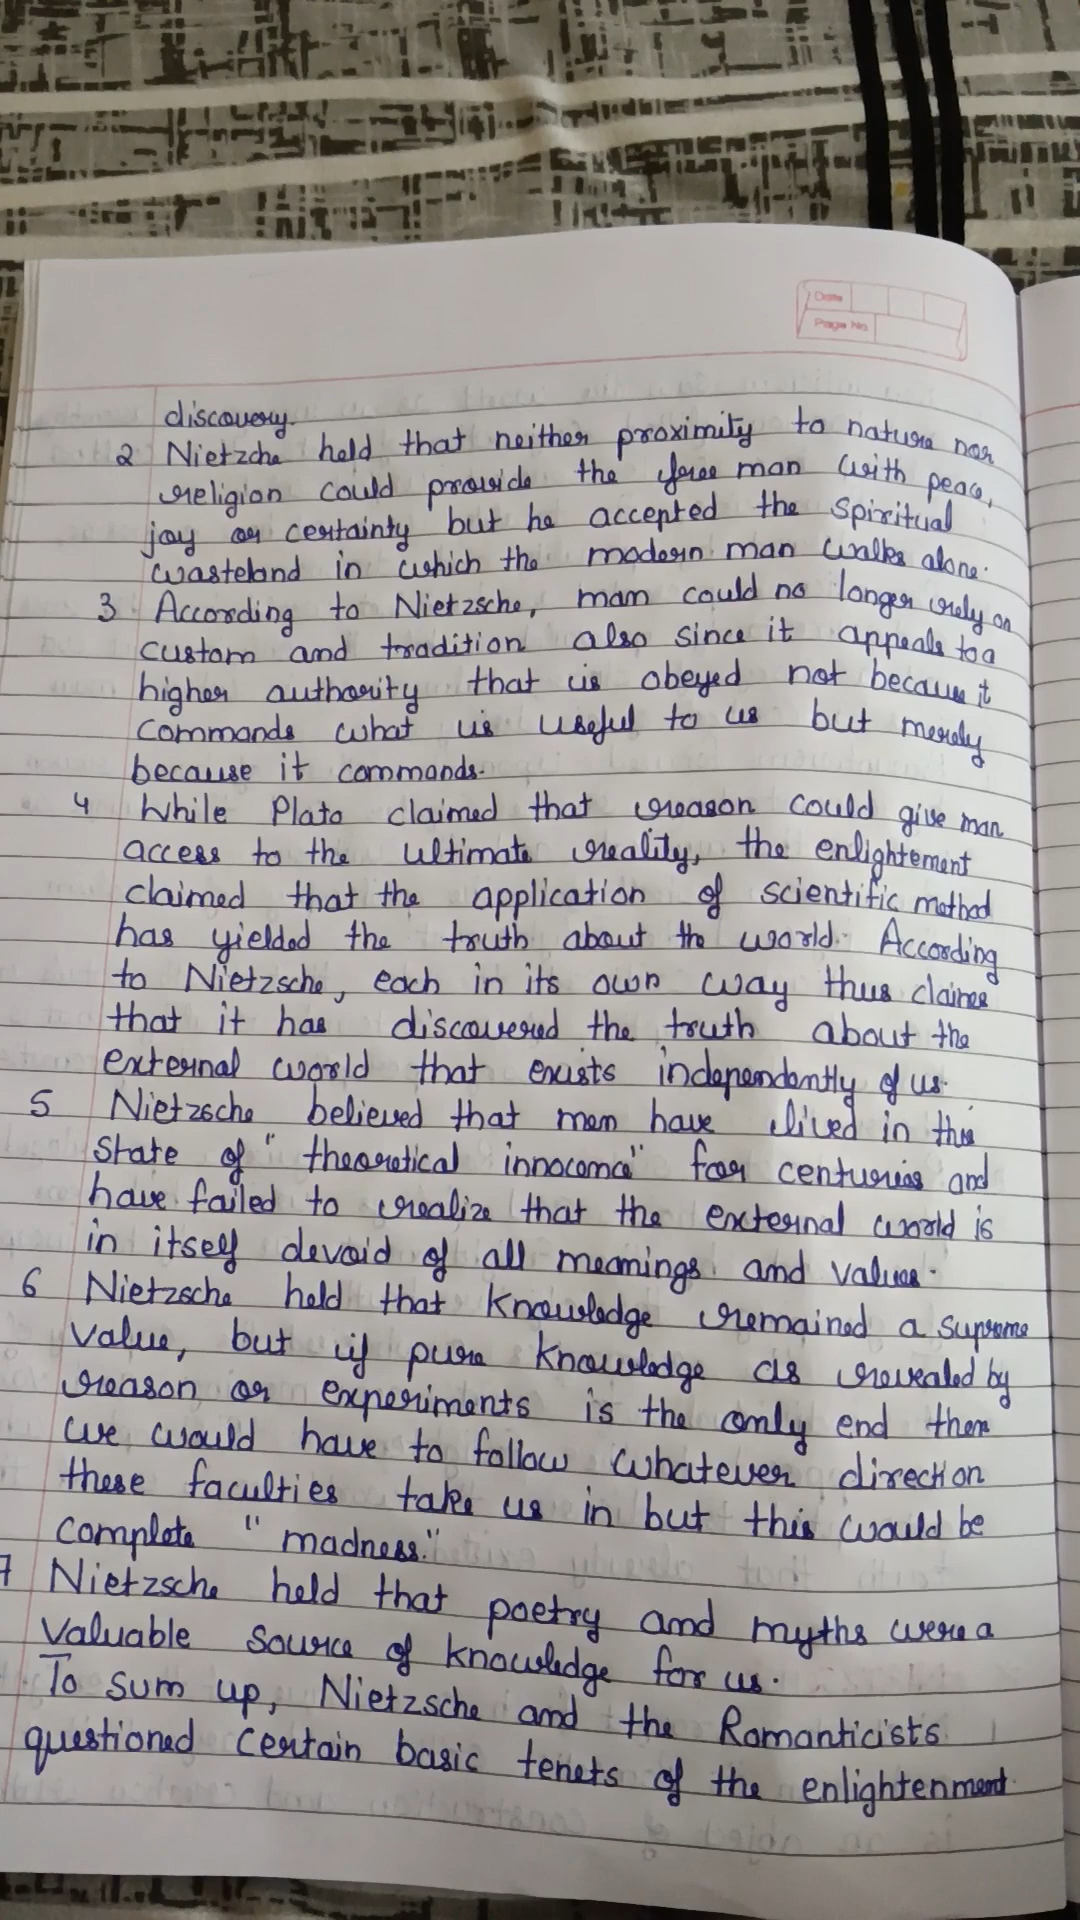 Date
Page No
discovery.
2 Nietzche held that neither proximity to nature nor
religion could provide the free man with peace,
joy or certainty but he accepted the spiritual
wasteland in which the modern man walks alone.
3 According to Nietzsche, man could no longer rely on
custom and tradition also since it appeals to a
higher authority that is obeyed not because it
commands what is useful to us but merely
because it commands.
4 While Plato claimed that reason could give man
access to the ultimate reality, the enlightement
claimed that the application of scientific method
has yielded the truth about the world. According
to Nietzsche, each in its own way thus claims
that it has discovered the truth about the
external world that exists independently of us.
5 Nietzsche believed that men have lived in this
state of "theoretical innocence" for centuries and
have failed to realize that the external world is
in itself devoid of all meanings and values.
6 Nietzsche held that knowledge remained a supreme
value, but if pure knowledge as revealed by
reason or experiments is the only end then
we would have to follow whatever direction
these faculties take us in but this would be
complete "madness."
7 Nietzsche held that poetry and myths were a
valuable source of knowledge for us.
To sum up, Nietzsche and the Romanticists
questioned certain basic tenets of the enlightenment